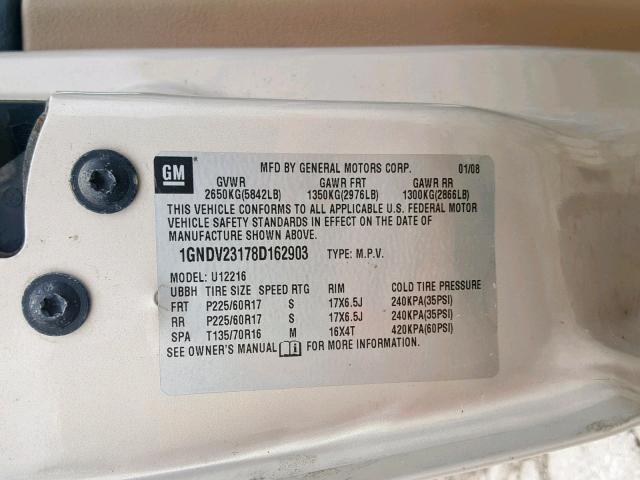 GM MFD BY GENERAL MOTORS CORP. 01/08
GVWR GAWR FRT GAWR RR
2650KG(5842LB) 1350KG(2976LB) 1300KG(2866LB)
THIS VEHICLE CONFORMS TO ALL APPLICABLE U.S. FEDERAL MOTOR
VEHICLE SAFETY STANDARDS IN EFFECT ON THE DATE OF
MANUFACTURE SHOWN ABOVE.
1GNDV23178D162903 TYPE: M.P.V.
MODEL: U12216
UBBH TIRE SIZE SPEED RTG RIM COLD TIRE PRESSURE
FRT P225/60R17 S 17X6.5J 240KPA(35PSI)
RR P225/60R17 S 17X6.5J 240KPA(35PSI)
SPA T135/70R16 M 16X4T 420KPA(60PSI)
SEE OWNER'S MANUAL FOR MORE INFORMATION.